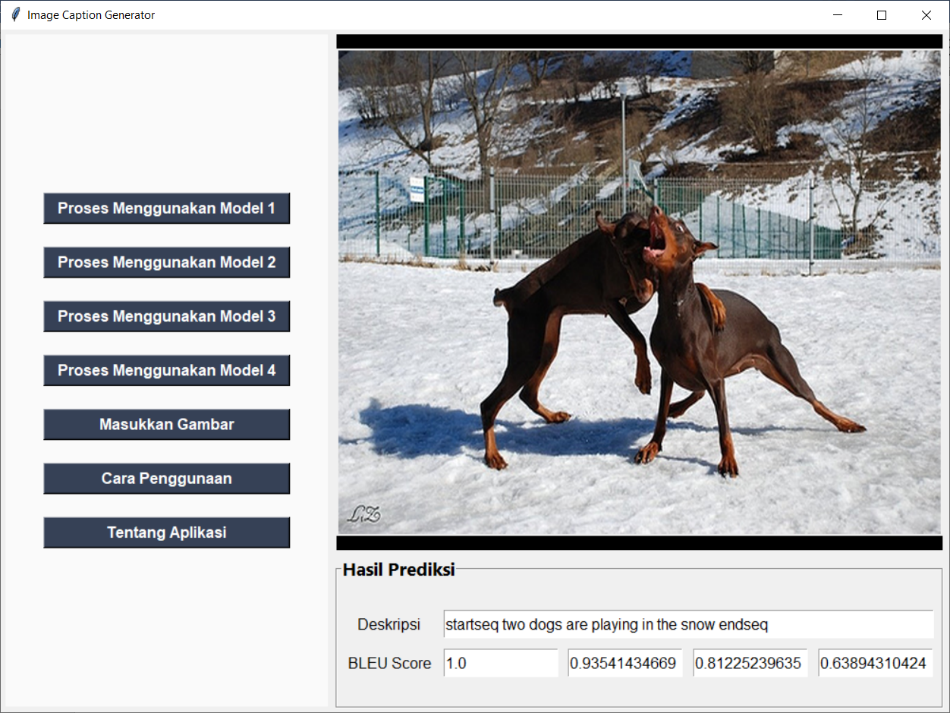 Image Caption Generator
Proses Menggunakan Model 1
Proses Menggunakan Model 2
Proses Menggunakan Model 3
Proses Menggunakan Model 4
Masukkan Gambar
Cara Penggunaan
Tentang Aplikasi
LZ
Hasil Prediksi
Deskripsi startseq two dogs are playing in the snow endseq
BLEU Score 1.0 0.93541434669 0.81225239635 0.63894310424